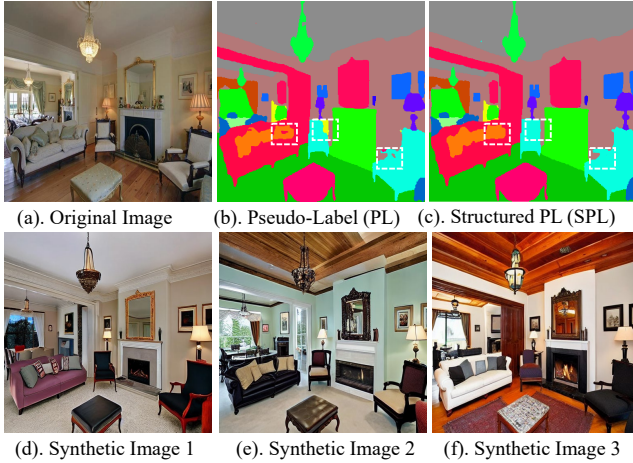 (a). Original Image
(b). Pseudo-Label (PL)
(c). Structured PL (SPL)
(d). Synthetic Image 1
(e). Synthetic Image 2
(f). Synthetic Image 3